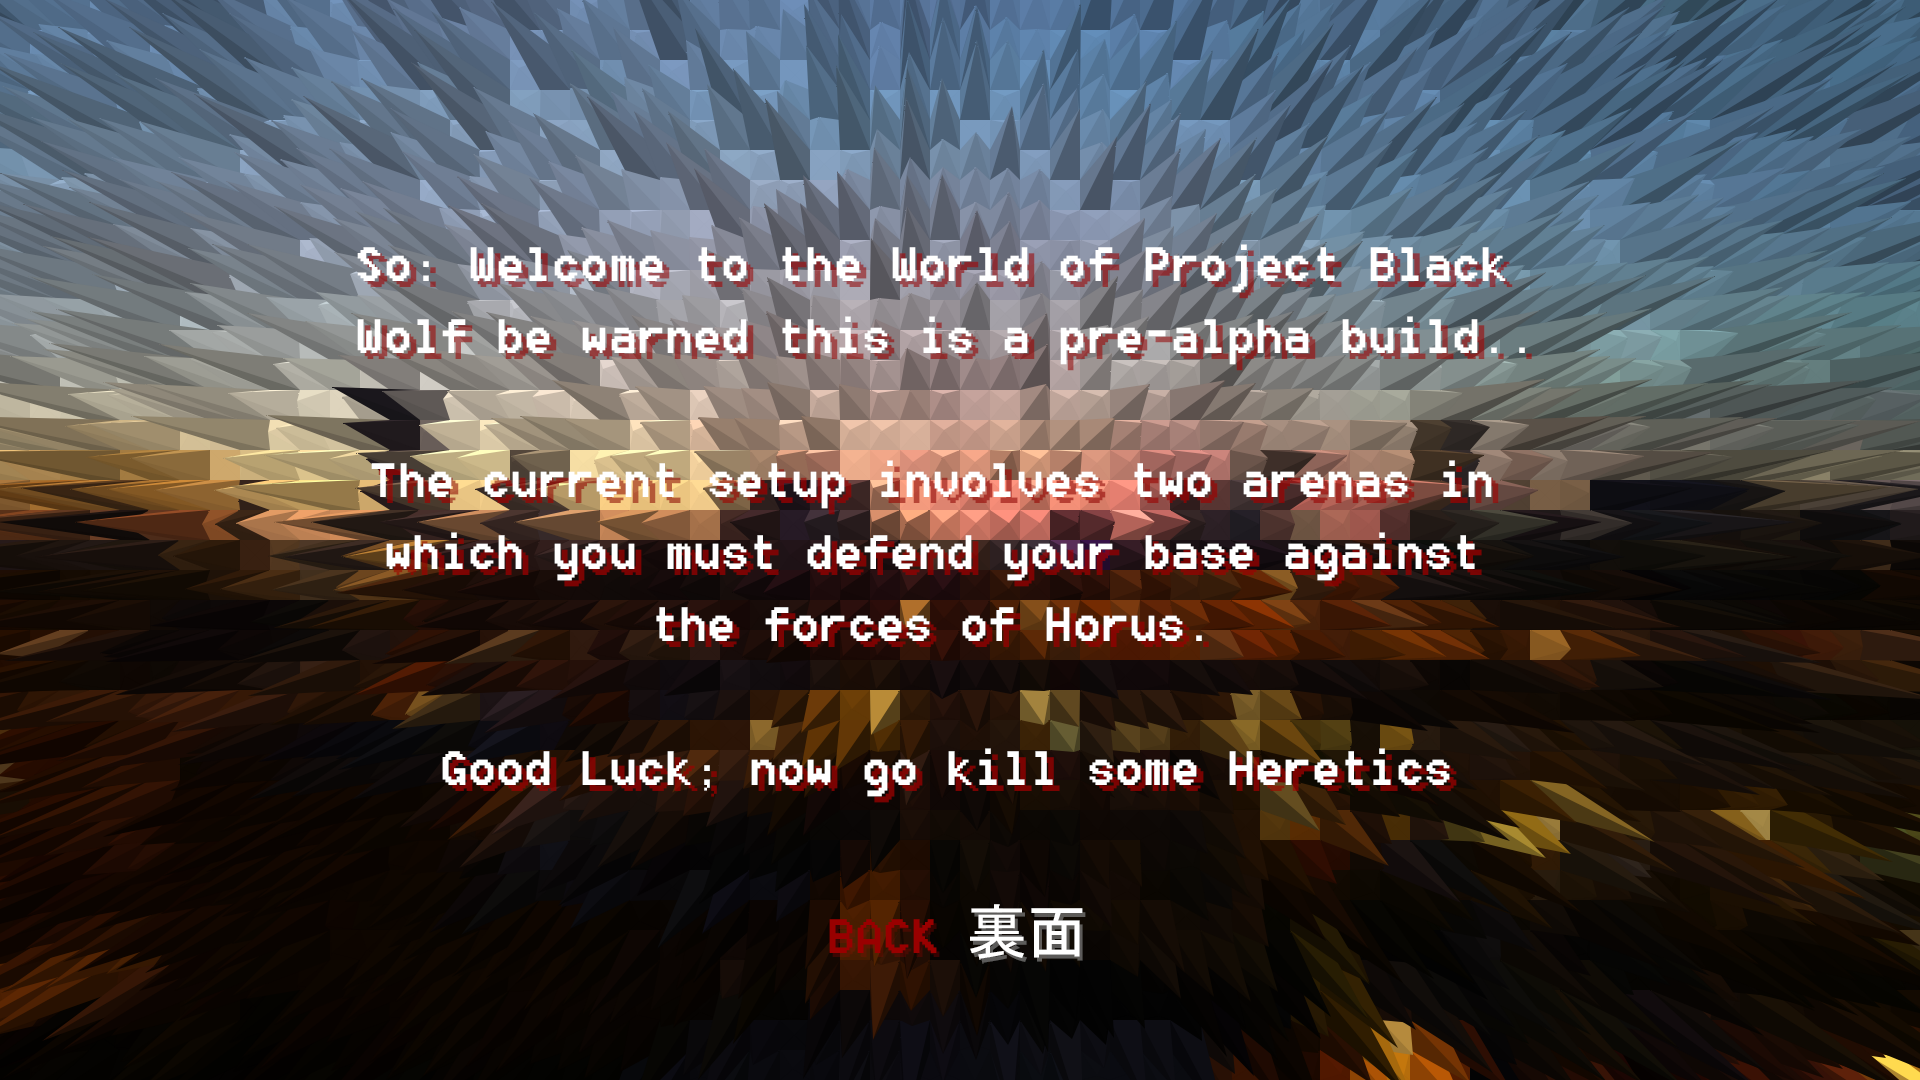 So: Welcome to the World of Project Black
Wolf be warned this is a pre-alpha build..
The current setup involves two arenas in
which you must defend your base against
the forces of Horus.
Good Luck; now go kill some Heretics
BACK 裏面